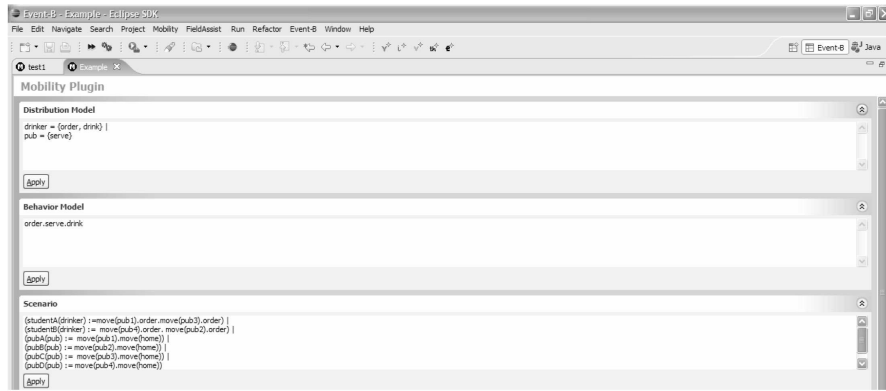 Event-B - Example - Eclipse SDK
File Edit Navigate Search Project Mobility FieldAssist Run Refactor Event-B Window Help
Event-B Java
test1 Example
Mobility Plugin
Distribution Model
drinker = {order, drink} |
pub = {serve}
Apply
Behavior Model
order.serve.drink
Apply
Scenario
(studentA(drinker) :=move(pub1).order.move(pub3).order) |
(studentB(drinker) := move(pub4).order. move(pub2).order) |
(pubA(pub) := move(pub1).move(home)) |
(pubB(pub) := move(pub2).move(home)) |
(pubC(pub) := move(pub3).move(home)) |
(pubD(pub) := move(pub4).move(home))
Apply